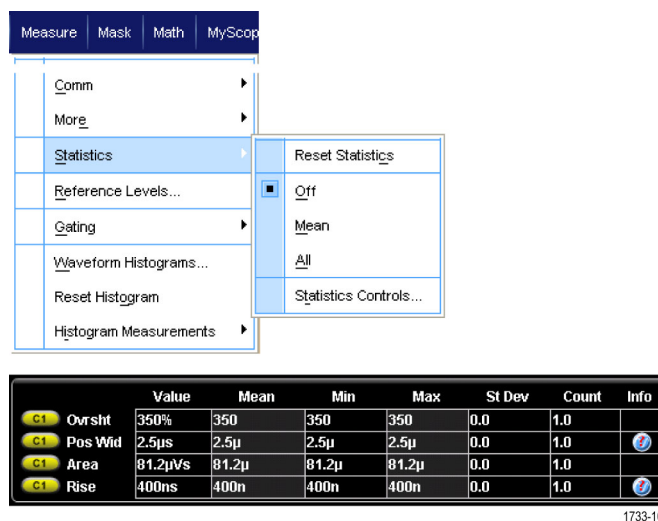 Measure Mask Math MyScop
Comm
More
Statistics
Reset Statistics
Reference Levels...
Off
Gating
Mean
Waveform Histograms...
All
Reset Histogram
Statistics Controls...
Histogram Measurements
Value Mean Min Max St Dev Count Info
C1 Ovrsht 350% 350 350 350 0.0 1.0
C1 Pos Wid 2.5µs 2.5µ 2.5µ 2.5µ 0.0 1.0
C1 Area 81.2µVs 81.2µ 81.2µ 81.2µ 0.0 1.0
C1 Rise 400ns 400n 400n 400n 0.0 1.0